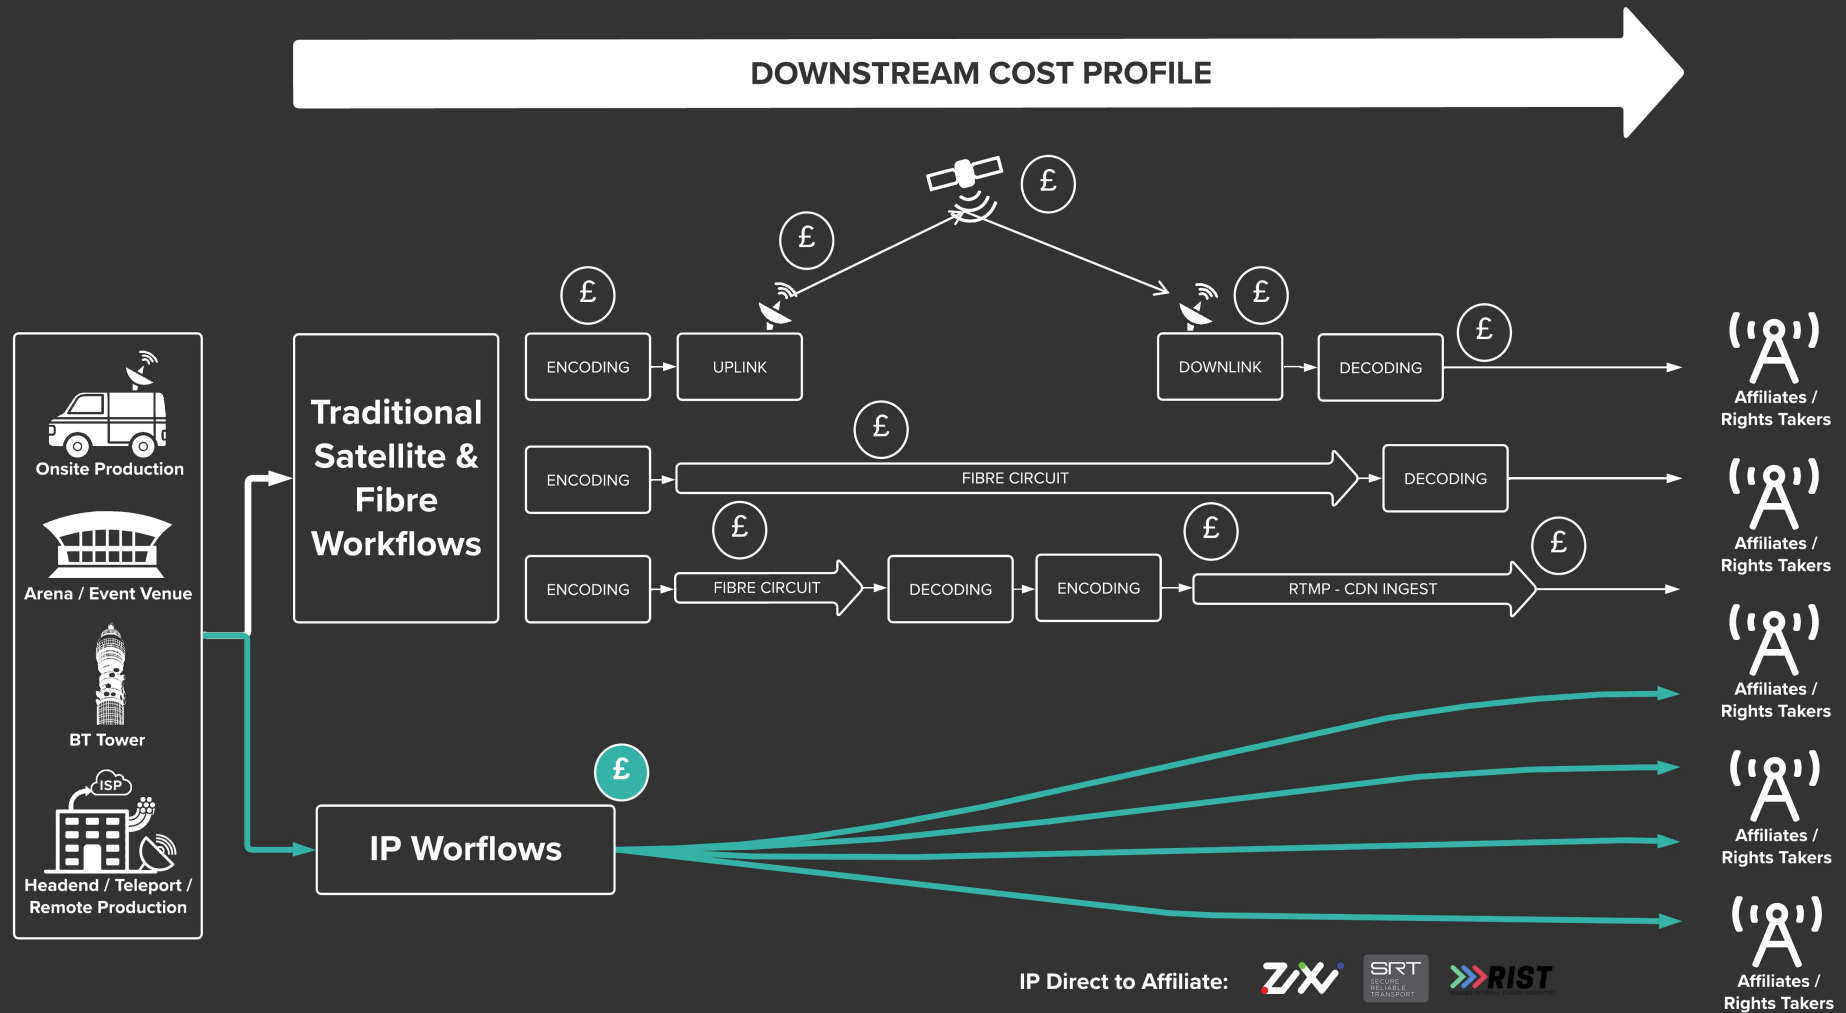 DOWNSTREAM COST PROFILE
£
£
£
£
£
ENCODING
UPLINK
DOWNLINK
DECODING
Affiliates /
Rights Takers
Traditional
Satellite &
Fibre
Workflows
£
ENCODING
FIBRE CIRCUIT
DECODING
Affiliates /
Rights Takers
£
£
£
ENCODING
FIBRE CIRCUIT
DECODING
ENCODING
RTMP - CDN INGEST
Affiliates /
Rights Takers
Onsite Production
Arena / Event Venue
BT Tower
ISP
Headend / Teleport /
Remote Production
£
IP Worflows
Affiliates /
Rights Takers
Affiliates /
Rights Takers
IP Direct to Affiliate:
ZiXi
SRT
SECURE
RELIABLE
TRANSPORT
RIST